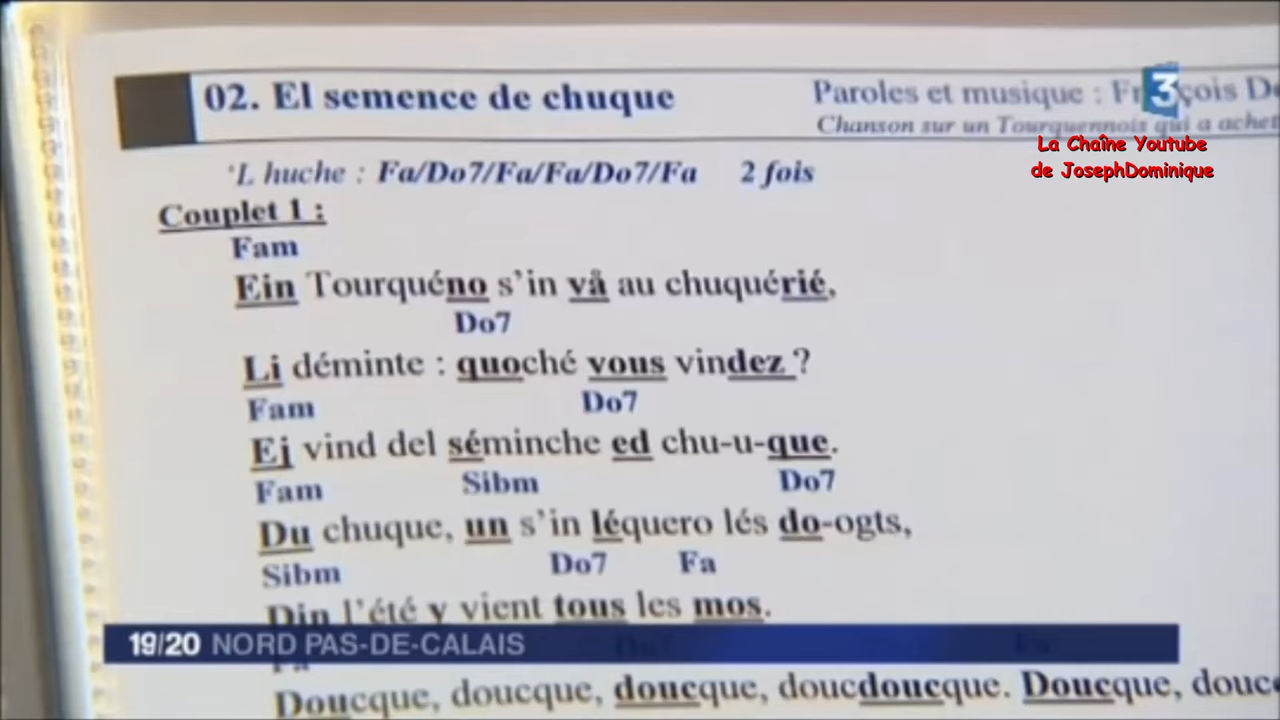 02. El semence de chuque
Paroles et musique : François De
Chanson sur un Tourquennois qui a achet
3
La Chaîne Youtube
de JosephDominique
'L huche : Fa/Do7/Fa/Fa/Do7/Fa 2 fois
Couplet 1 :
Fam
Ein Tourquéno s'in vå au chuquérié,
Do7
Li déminte : quoché vous vindez ?
Fam Do7
Ej vind del séminche ed chu-u-que.
Fam Sibm Do7
Du chuque, un s'in léquero lés do-ogts,
Sibm Do7 Fa
Din l'été y vient tous les mos.
19/20 NORD PAS-DE-CALAIS
Doucque, doucque, doucque, doucdoucque. Doucque, douc